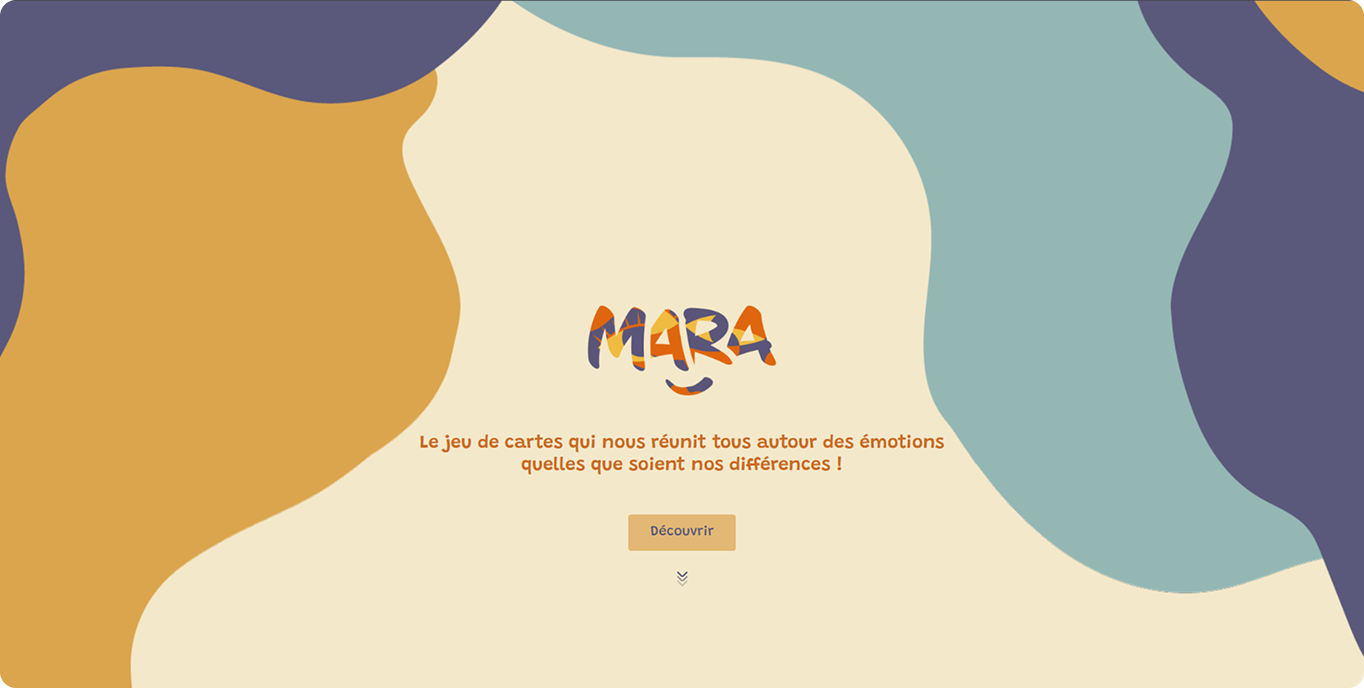 MARA
Le jeu de cartes qui nous réunit tous autour des émotions
quelles que soient nos différences !
Découvrir